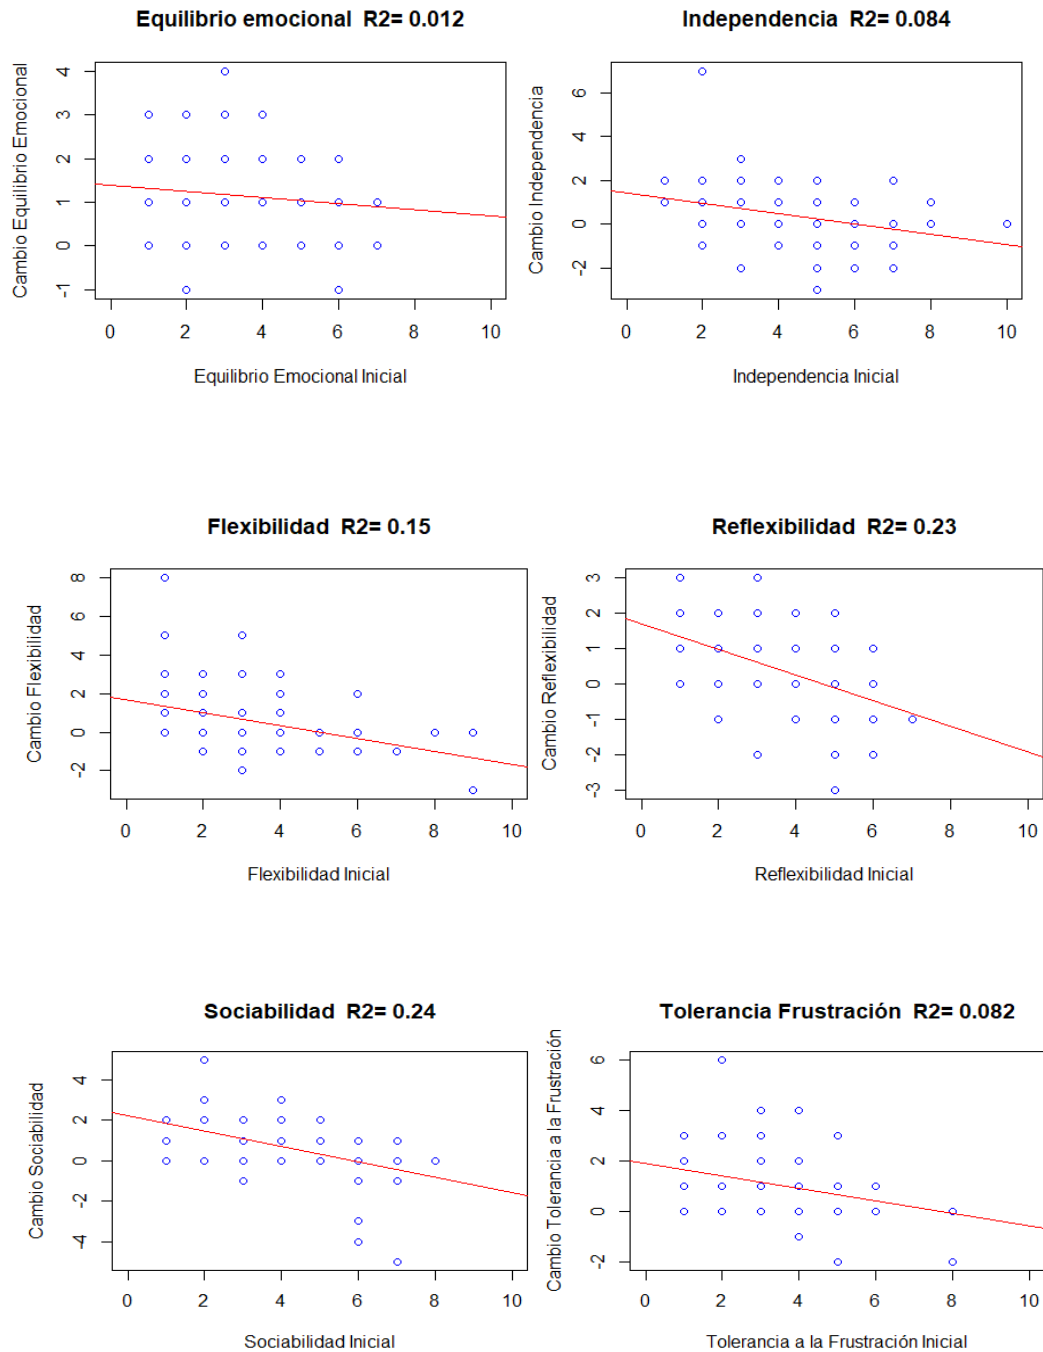 Equilibrio emocional R2= 0.012
Cambio Equilibrio Emocional
4
3
2
1
0
-1
0 2 4 6 8 10
Equilibrio Emocional Inicial
Independencia R2= 0.084
Cambio Independencia
6
4
2
0
-2
0 2 4 6 8 10
Independencia Inicial
Flexibilidad R2= 0.15
Cambio Flexibilidad
8
6
4
2
0
-2
0 2 4 6 8 10
Flexibilidad Inicial
Reflexibilidad R2= 0.23
Cambio Reflexibilidad
3
2
1
0
-1
-2
-3
0 2 4 6 8 10
Reflexibilidad Inicial
Sociabilidad R2= 0.24
Cambio Sociabilidad
4
2
0
-2
-4
0 2 4 6 8 10
Sociabilidad Inicial
Tolerancia Frustración R2= 0.082
Cambio Tolerancia a la Frustración
6
4
2
0
-2
0 2 4 6 8 10
Tolerancia a la Frustración Inicial